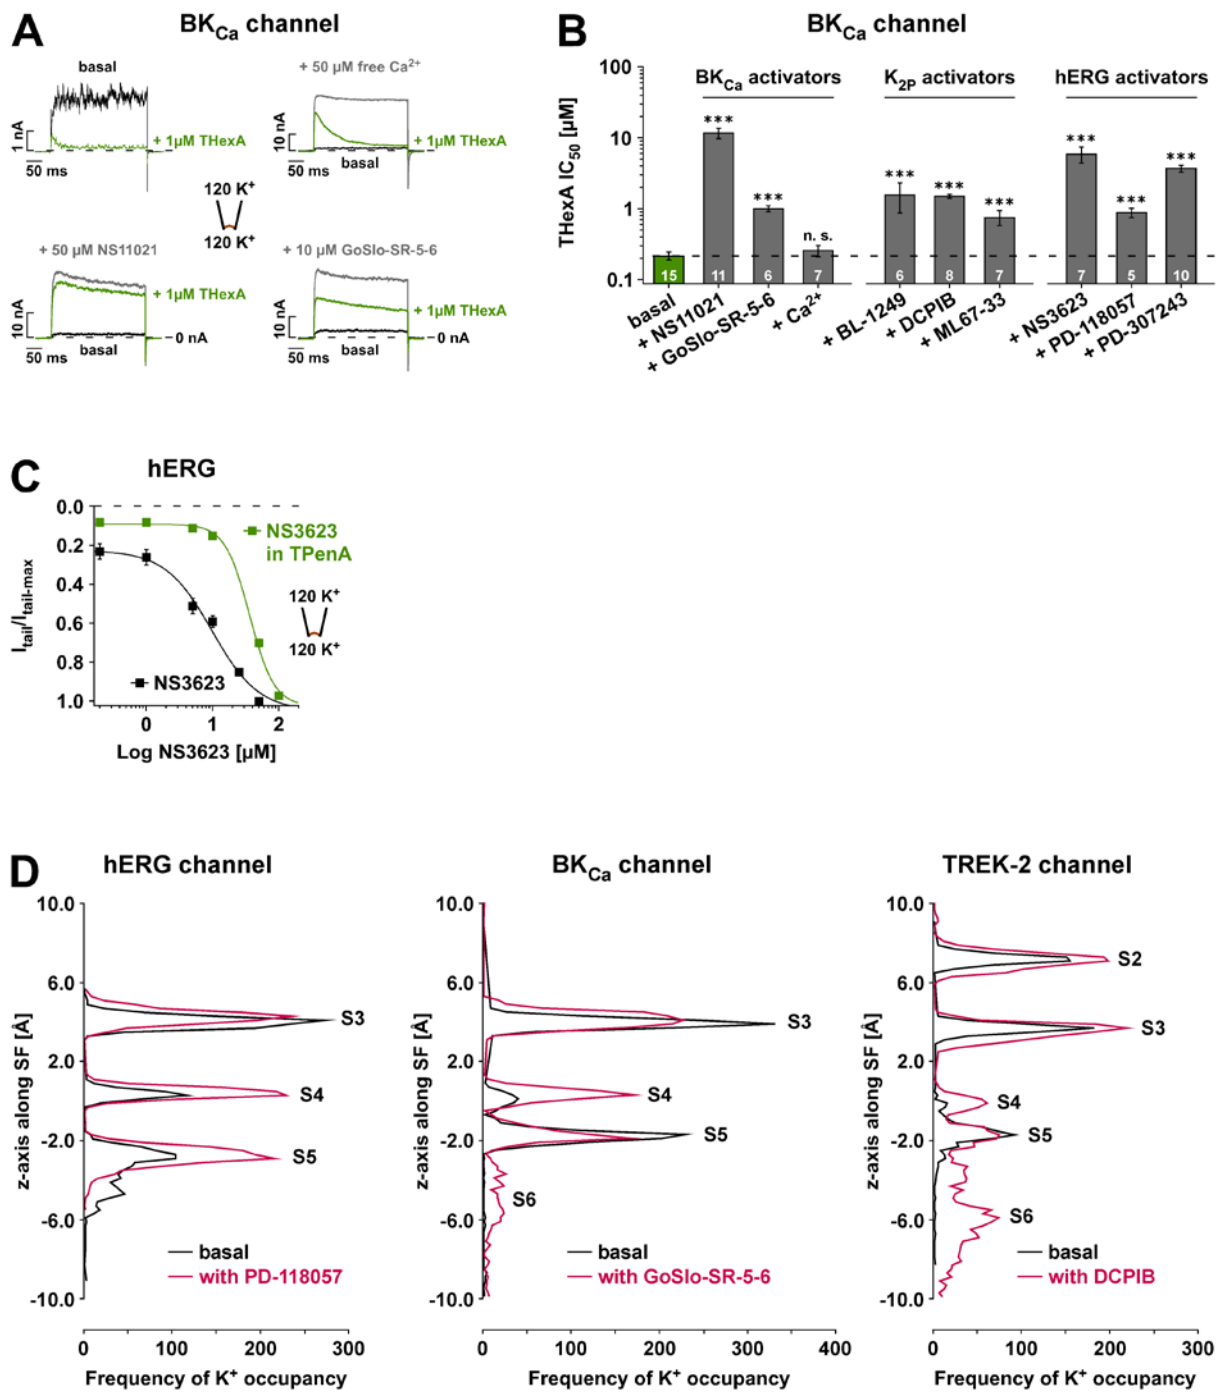 A
BKCa channel
basal
1 nA
50 ms
+ 1µM THexA
+ 50 µM free Ca2+
10 nA
50 ms
basal
+ 1µM THexA
120 K+
120 K+
+ 50 µM NS11021
10 nA
50 ms
basal
+ 1µM THexA
0 nA
+ 10 µM GoSlo-SR-5-6
10 nA
50 ms
basal
+ 1µM THexA
0 nA
B
BKCa channel
THexA IC50 [µM]
100
10
1
0.1
BKCa activators
K2P activators
hERG activators
***
***
n. s.
***
***
***
***
***
***
15
11
6
7
6
8
7
7
5
10
basal
+ NS11021
+ GoSlo-SR-5-6
+ Ca2+
+ BL-1249
+ DCPIB
+ ML67-33
+ NS3623
+ PD-118057
+ PD-307243
C
hERG
Itail/Itail-max
0.0
0.2
0.4
0.6
0.8
1.0
NS3623
in TPenA
120 K+
120 K+
NS3623
0
1
2
Log NS3623 [µM]
D
hERG channel
z-axis along SF [Å]
10.0
6.0
2.0
-2.0
-6.0
-10.0
S3
S4
S5
basal
with PD-118057
0
100
200
300
Frequency of K+ occupancy
BKCa channel
z-axis along SF [Å]
10.0
6.0
2.0
-2.0
-6.0
-10.0
S3
S4
S5
S6
basal
with GoSlo-SR-5-6
0
100
200
300
400
Frequency of K+ occupancy
TREK-2 channel
z-axis along SF [Å]
10.0
6.0
2.0
-2.0
-6.0
-10.0
S2
S3
S4
S5
S6
basal
with DCPIB
0
100
200
300
Frequency of K+ occupancy